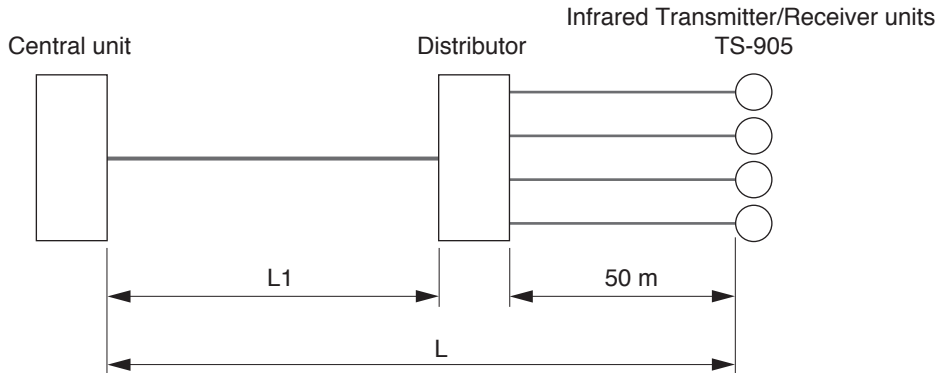 Infrared Transmitter/Receiver units
Central unit
Distributor
TS-905
L1
50 m
L